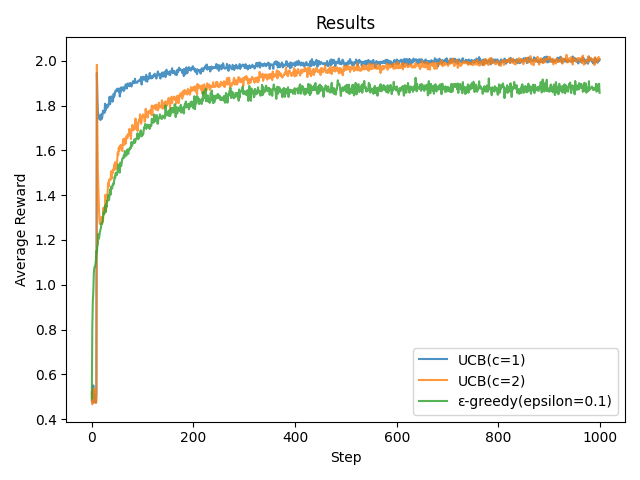 Results
Average Reward
2.0
1.8
1.6
1.4
1.2
1.0
0.8
0.6
0.4
0
200
400
600
800
1000
Step
UCB(c=1)
UCB(c=2)
ε-greedy(epsilon=0.1)